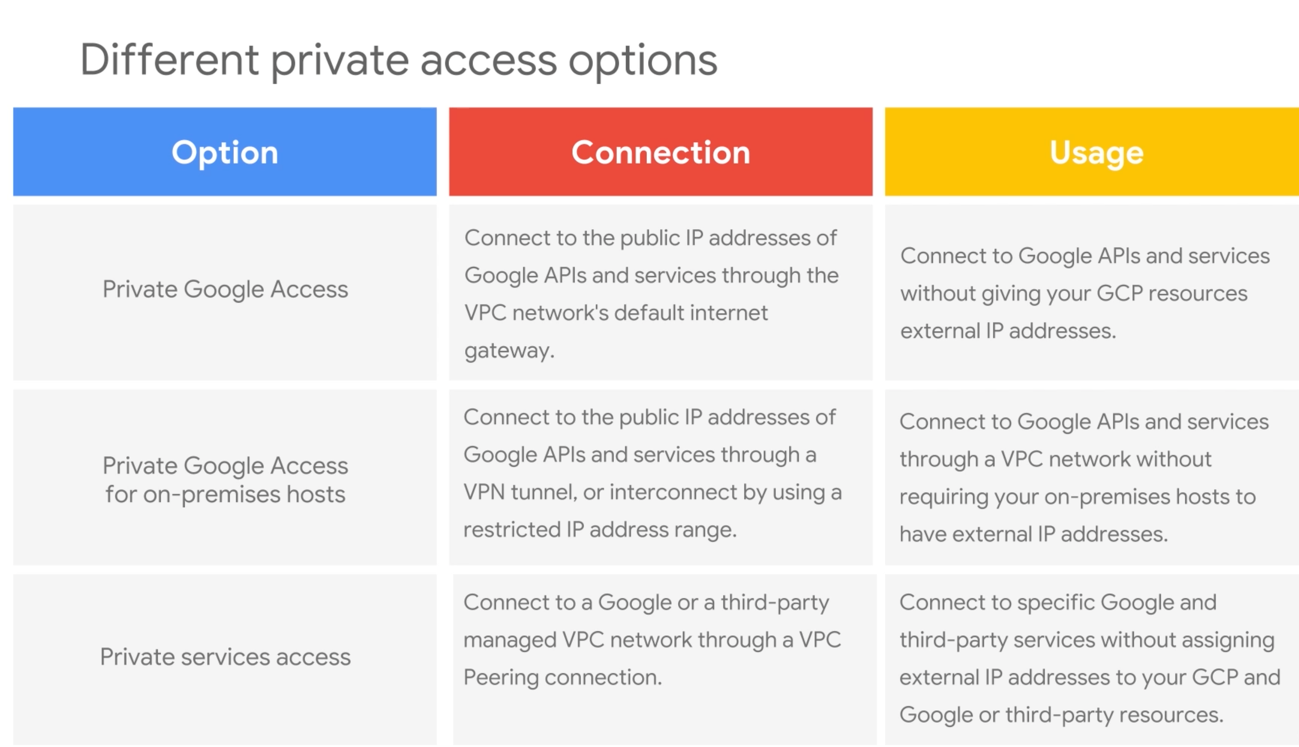 Different private access options
Option
Connection
Usage
Private Google Access
Connect to the public IP addresses of
Google APIs and services through the
VPC network's default internet
gateway.
Connect to Google APIs and services
without giving your GCP resources
external IP addresses.
Private Google Access
for on-premises hosts
Connect to the public IP addresses of
Google APIs and services through a
VPN tunnel, or interconnect by using a
restricted IP address range.
Connect to Google APIs and services
through a VPC network without
requiring your on-premises hosts to
have external IP addresses.
Private services access
Connect to a Google or a third-party
managed VPC network through a VPC
Peering connection.
Connect to specific Google and
third-party services without assigning
external IP addresses to your GCP and
Google or third-party resources.